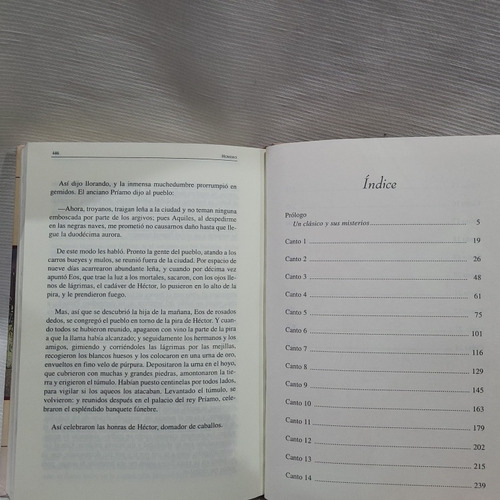 446
HOMERO
Así dijo llorando, y la inmensa muchedumbre prorrumpió en
gemidos. El anciano Príamo dijo al pueblo:
—Ahora, troyanos, traigan leña a la ciudad y no teman ninguna
emboscada por parte de los argivos; pues Aquiles, al despedirme
en las negras naves, me prometió no causarnos daño hasta que lle-
gue la duodécima aurora.
De este modo les habló. Pronto la gente del pueblo, atando a los
carros bueyes y mulos, se reunió fuera de la ciudad. Por espacio de
nueve días acarrearon abundante leña, y cuando por décima vez
apuntó Eos, que trae la luz a los mortales, sacaron, con los ojos lle-
nos de lágrimas, el cadáver de Héctor, lo pusieron en lo alto de la
pira, y le prendieron fuego.
Mas, así que se descubrió la hija de la mañana, Eos de rosados
dedos, se congregó el pueblo en torno de la pira de Héctor. Y cuan-
do todos se hubieron reunido, apagaron con vino la parte de la pira
a que la llama había alcanzado; y seguidamente los hermanos y los
amigos, gimiendo y corriéndoles las lágrimas por las mejillas,
recogieron los blancos huesos y los colocaron en una urna de oro,
envueltos en fino velo de púrpura. Depositaron la urna en el hoyo,
que cubrieron con muchas y grandes piedras, amontonaron la tie-
rra y erigieron el túmulo. Habían puesto centinelas por todos lados,
para vigilar si los aqueos los atacaban. Levantado el túmulo, se
volvieron; y reunidos después en el palacio del rey Príamo, cele-
braron el espléndido banquete fúnebre.
Así celebraron las honras de Héctor, domador de caballos.
Índice
Prólogo
Un clásico y sus misterios 5
Canto 1 19
Canto 2 26
Canto 3 48
Canto 4 61
Canto 5 75
Canto 6 101
Canto 7 116
Canto 8 129
Canto 9 145
Canto 10 163
Canto 11 179
Canto 12 202
Canto 13 215
Canto 14 239